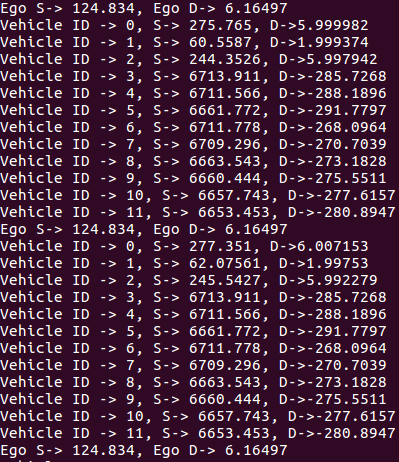 Ego S-> 124.834, Ego D-> 6.16497
Vehicle ID -> 0, S-> 275.765, D->5.999982
Vehicle ID -> 1, S-> 60.5587, D->1.999374
Vehicle ID -> 2, S-> 244.3526, D->5.997942
Vehicle ID -> 3, S-> 6713.911, D->-285.7268
Vehicle ID -> 4, S-> 6711.566, D->-288.1896
Vehicle ID -> 5, S-> 6661.772, D->-291.7797
Vehicle ID -> 6, S-> 6711.778, D->-268.0964
Vehicle ID -> 7, S-> 6709.296, D->-270.7039
Vehicle ID -> 8, S-> 6663.543, D->-273.1828
Vehicle ID -> 9, S-> 6660.444, D->-275.5511
Vehicle ID -> 10, S-> 6657.743, D->-277.6157
Vehicle ID -> 11, S-> 6653.453, D->-280.8947
Ego S-> 124.834, Ego D-> 6.16497
Vehicle ID -> 0, S-> 277.351, D->6.007153
Vehicle ID -> 1, S-> 62.07561, D->1.99753
Vehicle ID -> 2, S-> 245.5427, D->5.992279
Vehicle ID -> 3, S-> 6713.911, D->-285.7268
Vehicle ID -> 4, S-> 6711.566, D->-288.1896
Vehicle ID -> 5, S-> 6661.772, D->-291.7797
Vehicle ID -> 6, S-> 6711.778, D->-268.0964
Vehicle ID -> 7, S-> 6709.296, D->-270.7039
Vehicle ID -> 8, S-> 6663.543, D->-273.1828
Vehicle ID -> 9, S-> 6660.444, D->-275.5511
Vehicle ID -> 10, S-> 6657.743, D->-277.6157
Vehicle ID -> 11, S-> 6653.453, D->-280.8947
Ego S-> 124.834, Ego D-> 6.16497